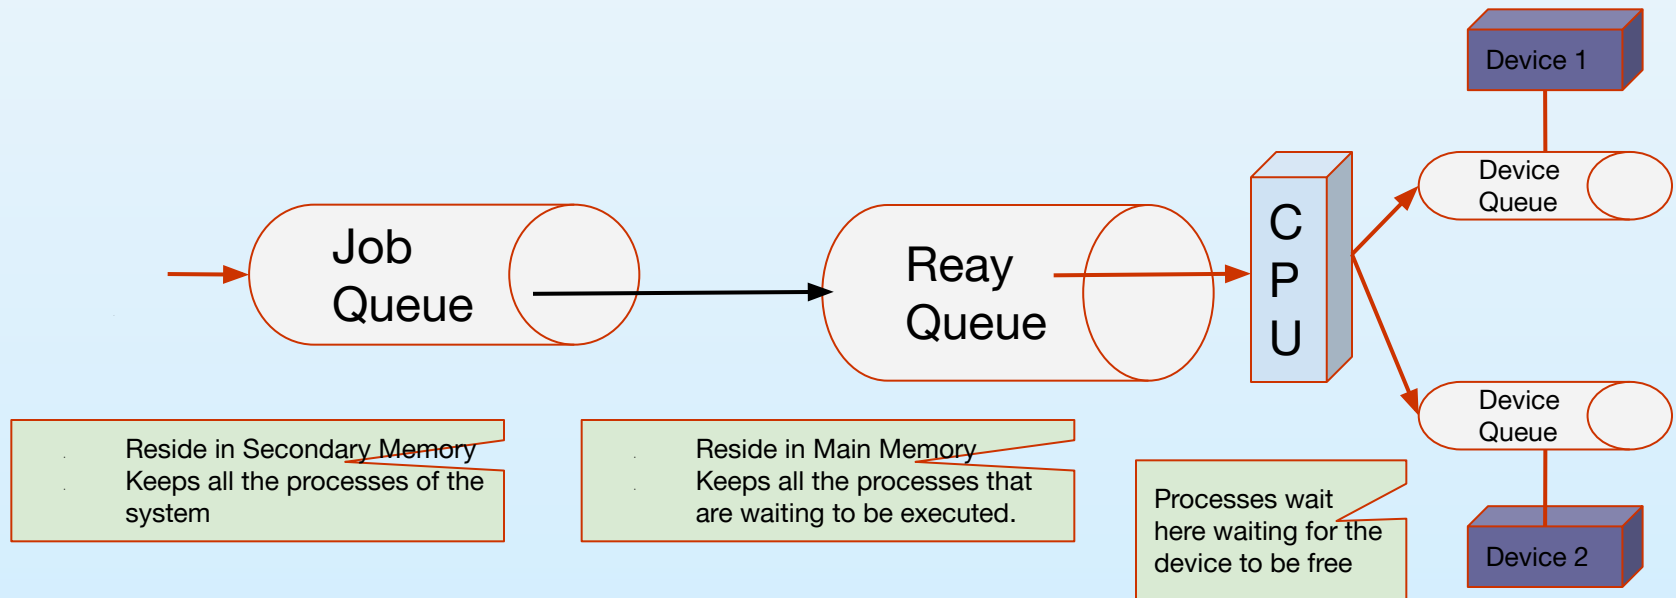 Device 1
Device
Queue
Job
Queue
Reay
Queue
C
P
U
Device
Queue
Reside in Secondary Memory
Keeps all the processes of the
system
Reside in Main Memory
Keeps all the processes that
are waiting to be executed.
Processes wait
here waiting for the
device to be free
Device 2